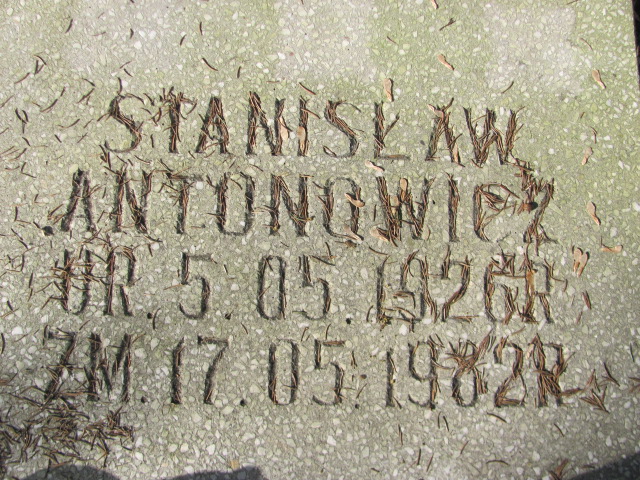 STANISŁAW
ANTONOWICZ
UR. 5. 05. 1926R
ZM. 17. 05. 1982R